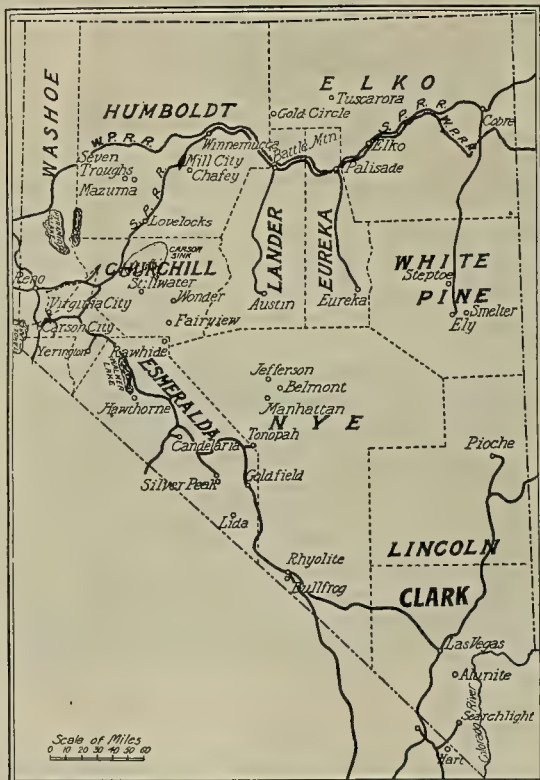 ELKO
Tuscarora
Gold Circle
WASHOE
HUMBOLDT
S.P.R.R.
W.P.R.R.
Cobre
W.P.R.R.
Winnemucca
Battle Mtn.
Elko
Palisade
Seven
Troughs
Mill City
Chafey
Mazuma
S.P.R.R.
Lovelocks
LANDER
EUREKA
WHITE
PINE
CARSON
SINK
CHURCHILL
Stillwater
Steptoe
Reno
Wonder
Austin
Eureka
Smelter
Ely
Virginia City
Carson City
Fairview
Yerington
Rawhide
ESMERALDA
WALKER
LAKE
Jefferson
Belmont
Manhattan
Hawthorne
NYE
Candelaria
Tonopah
Pioche
Silver Peak
Goldfield
Lida
LINCOLN
Rhyolite
Bullfrog
CLARK
Las Vegas
Alunite
Colorado River
Searchlight
Hart
Scale of Miles
0 10 20 30 40 50 60